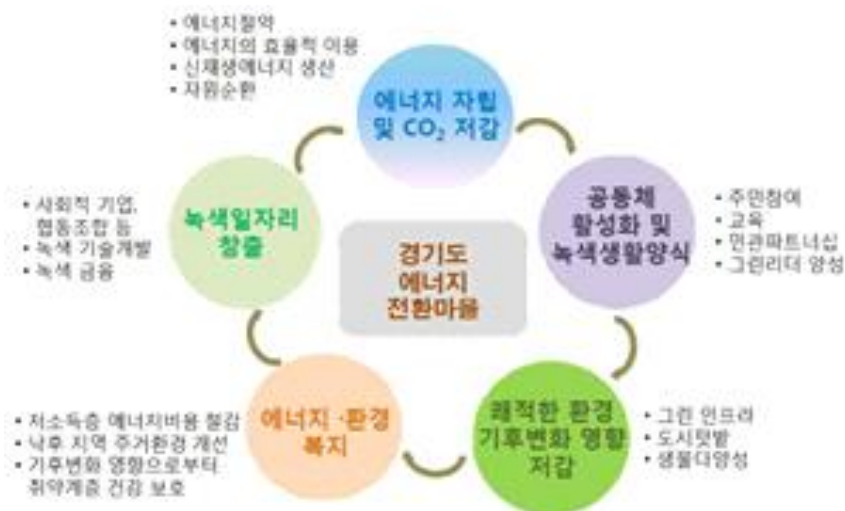 • 에너지절약
• 에너지의 효율적 이용
• 신재생에너지 생산
• 자원순환
에너지 자립
및 CO₂ 저감
공동체
활성화 및
녹색생활양식
• 주민참여
• 교육
• 민관파트너십
• 그린리더 양성
녹색일자리
창출
• 사회적 기업,
협동조합 등
• 녹색 기술개발
• 녹색 금융
경기도
에너지
전환마을
에너지 ·환경
복지
• 저소득층 에너지비용 절감
• 낙후 지역 주거환경 개선
• 기후변화 영향으로부터
취약계층 건강 보호
쾌적한 환경
기후변화 영향
저감
• 그린 인프라
• 도시텃밭
• 생물다양성